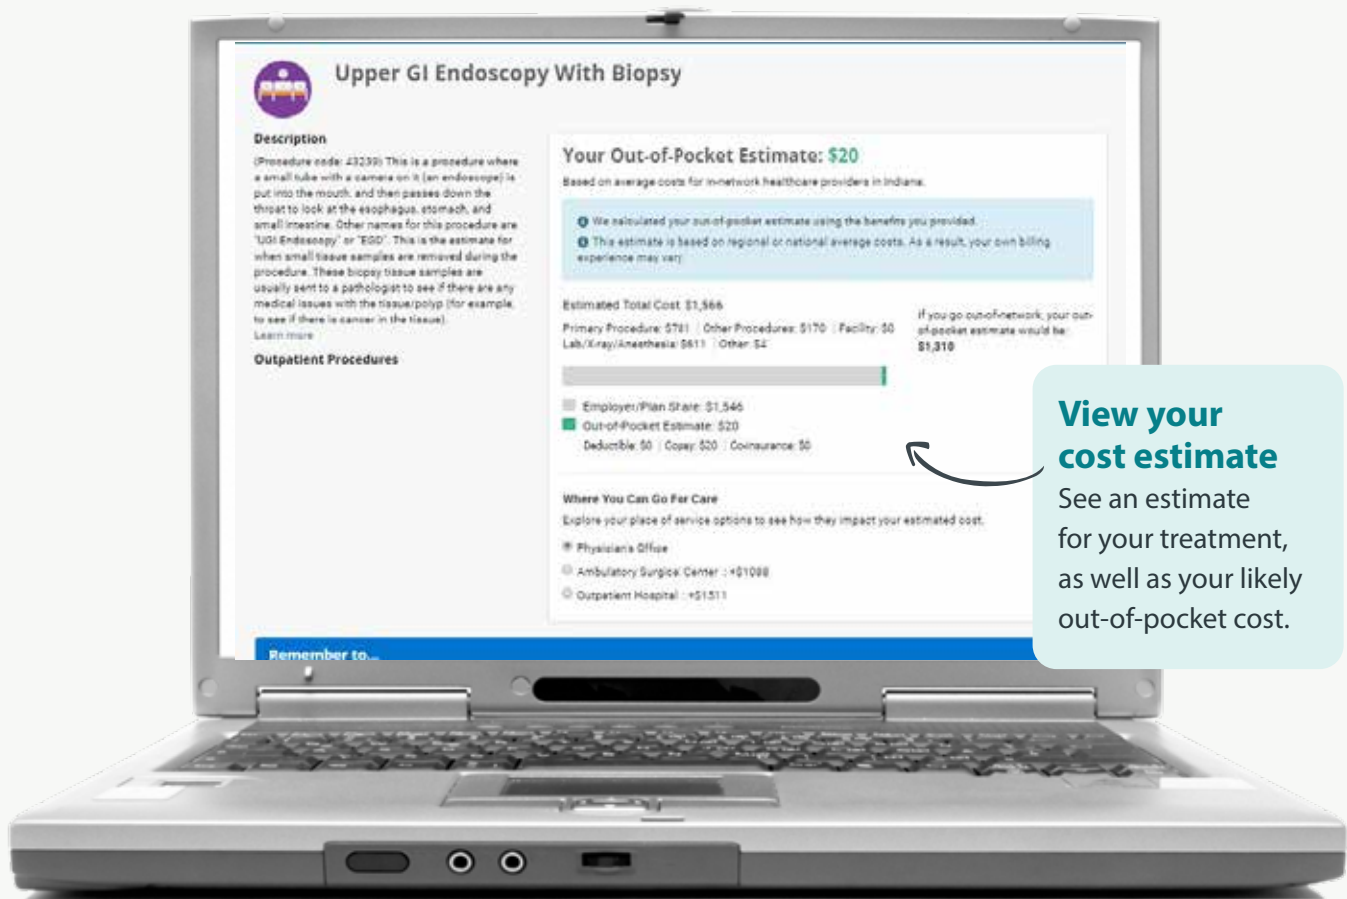 Upper GI Endoscopy With Biopsy
Description
(Procedure code: 43239) This is a procedure where
a small tube with a camera on it (an endoscope) is
put into the mouth, and then passes down the
throat to look at the esophagus, stomach, and
small intestine. Other names for this procedure are
"UGI Endoscopy" or "EGD". This is the estimate for
when small tissue samples are removed during the
procedure. These biopsy tissue samples are
usually sent to a pathologist to see if there are any
medical issues with the tissue/polyp (for example,
to see if there is cancer in the tissue).
Learn more
Outpatient Procedures
Your Out-of-Pocket Estimate: $20
Based on average costs for in-network healthcare providers in Indiana.
We calculated your out-of-pocket estimate using the benefits you provided.
This estimate is based on regional or national average costs. As a result, your own billing
experience may vary.
Estimated Total Cost: $1,566
Primary Procedure: $781 | Other Procedures: $170 | Facility: $0
Lab/X-ray/Anesthesia: $611 | Other: $4
If you go out-of-network, your out-
of-pocket estimate would be:
$1,310
Employer/Plan Share: $1,546
Out-of-Pocket Estimate: $20
Deductible: $0 | Copay: $20 | Coinsurance: $0
Where You Can Go For Care
Explore your place of service options to see how they impact your estimated cost.
Physician's Office
Ambulatory Surgical Center : +$1088
Outpatient Hospital : +$1511
Remember to...
View your
cost estimate
See an estimate
for your treatment,
as well as your likely
out-of-pocket cost.